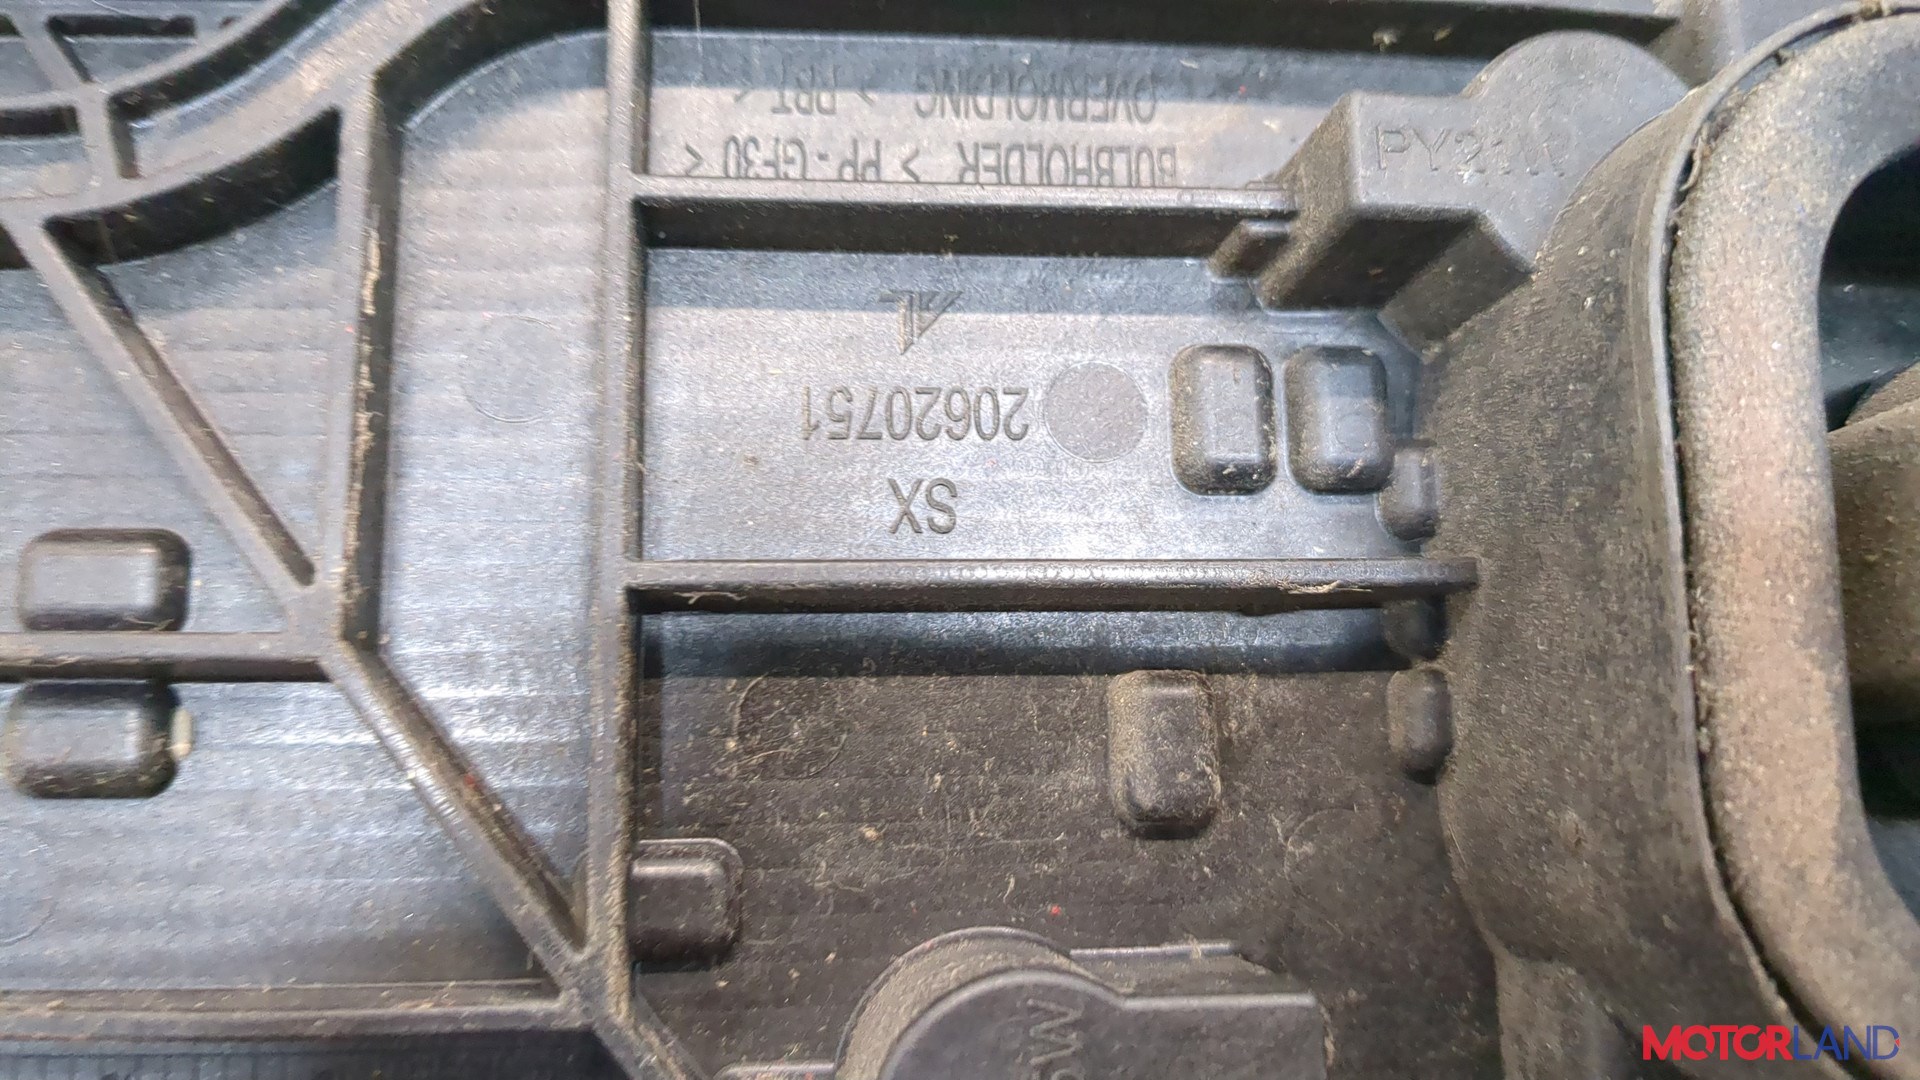 SX
20620751
BULBHOLDER > PP - GF30 <
OVERMOLDING > PBT <
PY21W
MOTORLAND